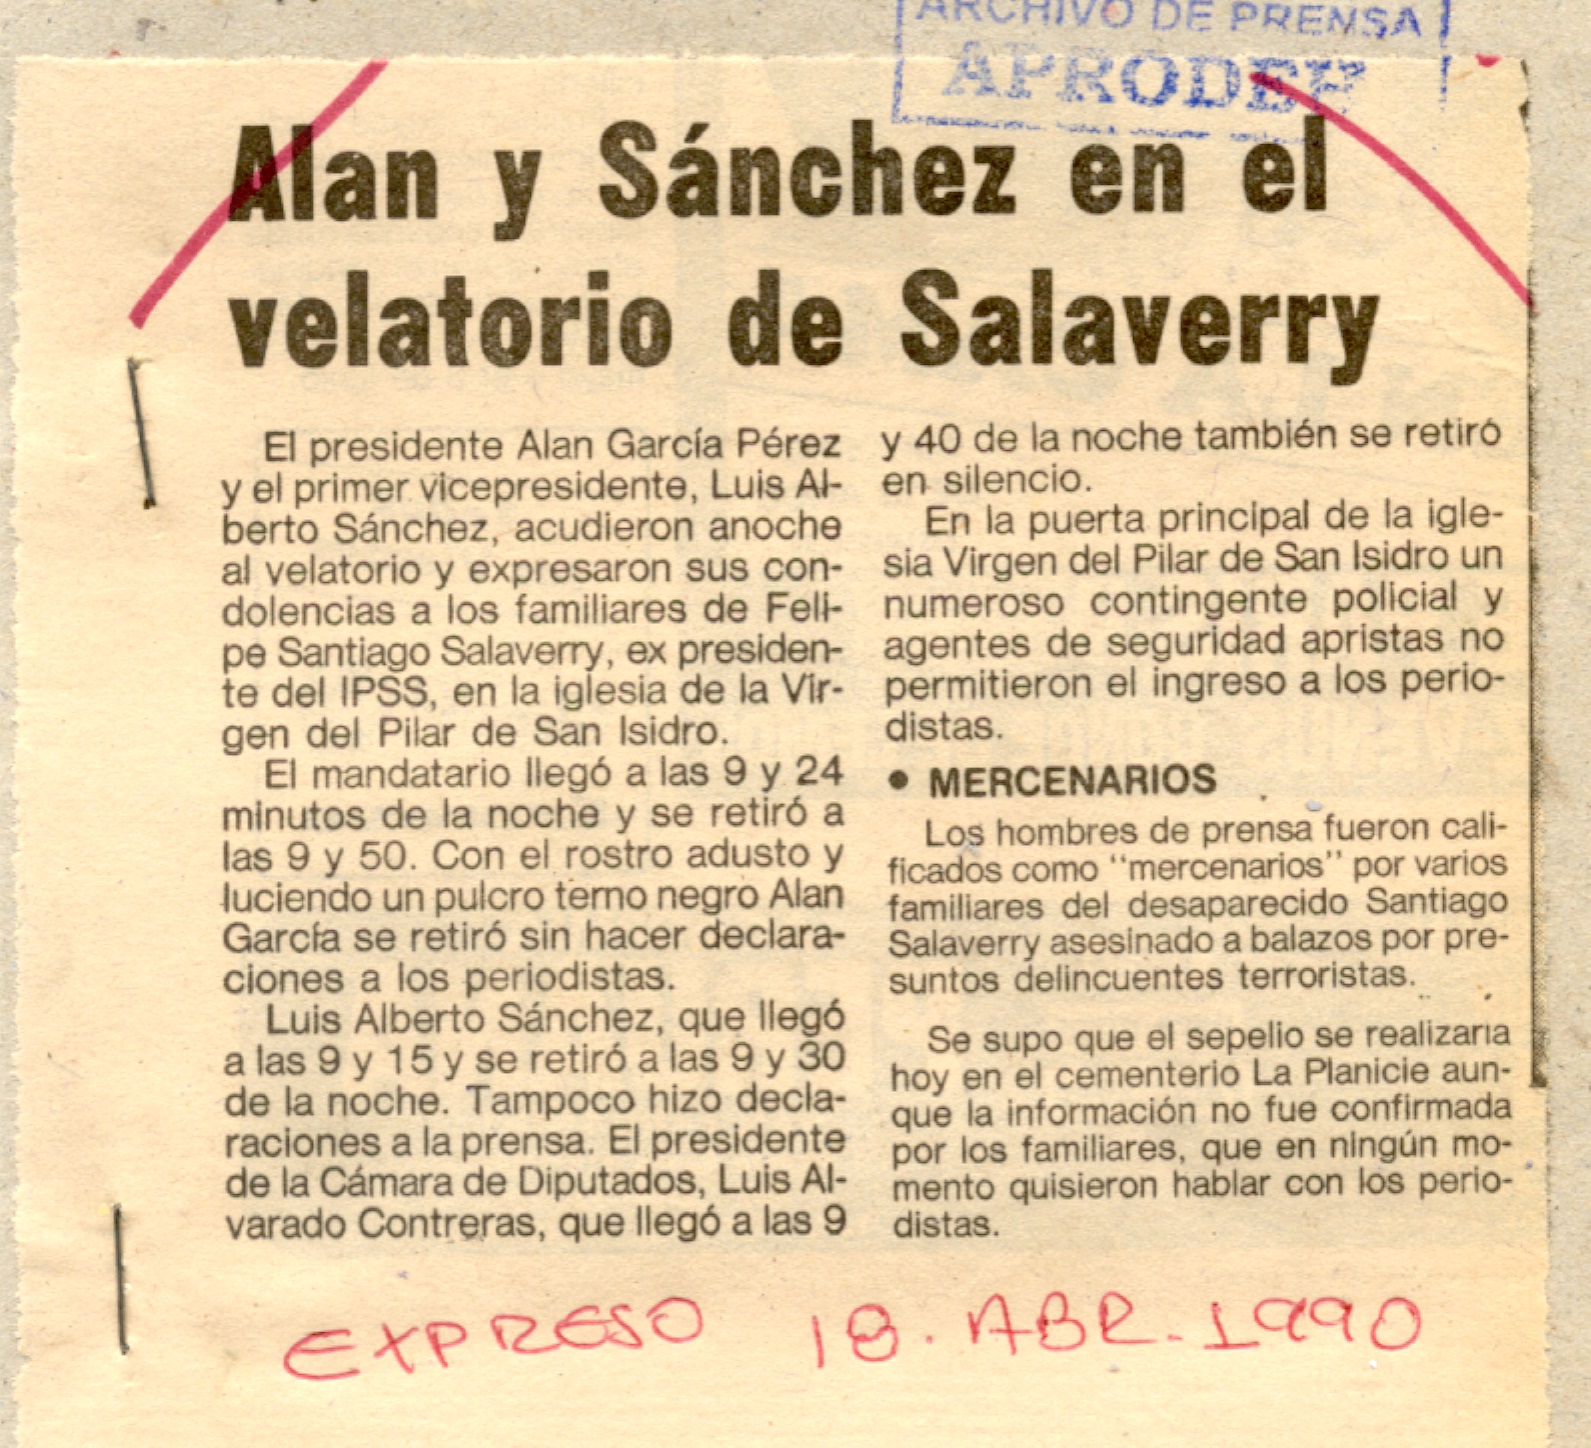 ARCHIVO DE PRENSA
APRODEH
Alan y Sánchez en el
velatorio de Salaverry
El presidente Alan García Pérez
y el primer vicepresidente, Luis Al-
berto Sánchez, acudieron anoche
al velatorio y expresaron sus con-
dolencias a los familiares de Feli-
pe Santiago Salaverry, ex presiden-
te del IPSS, en la iglesia de la Vir-
gen del Pilar de San Isidro.
El mandatario llegó a las 9 y 24
minutos de la noche y se retiró a
las 9 y 50. Con el rostro adusto y
luciendo un pulcro terno negro Alan
García se retiró sin hacer declara-
ciones a los periodistas.
Luis Alberto Sánchez, que llegó
a las 9 y 15 y se retiró a las 9 y 30
de la noche. Tampoco hizo decla-
raciones a la prensa. El presidente
de la Cámara de Diputados, Luis Al-
varado Contreras, que llegó a las 9
y 40 de la noche también se retiró
en silencio.
En la puerta principal de la igle-
sia Virgen del Pilar de San Isidro un
numeroso contingente policial y
agentes de seguridad apristas no
permitieron el ingreso a los perio-
distas.
• MERCENARIOS
Los hombres de prensa fueron cali-
ficados como "mercenarios" por varios
familiares del desaparecido Santiago
Salaverry asesinado a balazos por pre-
suntos delincuentes terroristas.
Se supo que el sepelio se realizaria
hoy en el cementerio La Planicie aun-
que la información no fue confirmada
por los familiares, que en ningún mo-
mento quisieron hablar con los perio-
distas.
EXPRESO 18. ABR. 1990